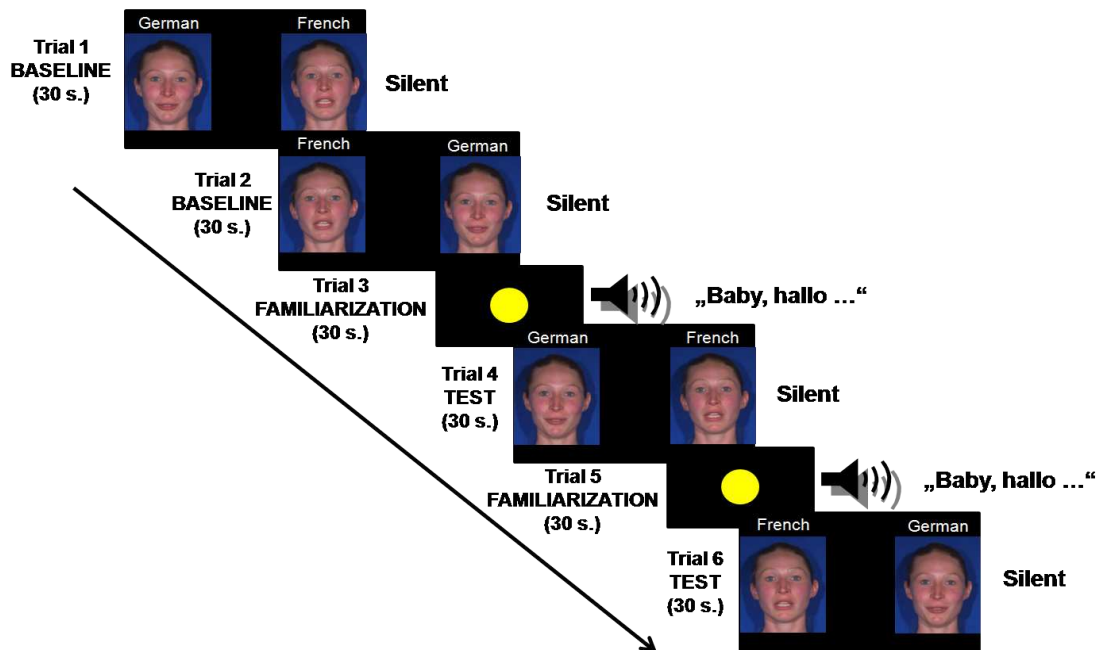 German French
Trial 1
BASELINE
(30 s.)
Silent
French German
Trial 2
BASELINE
(30 s.)
Silent
Trial 3
FAMILIARIZATION
(30 s.)
„Baby, hallo …“
German French
Trial 4
TEST
(30 s.)
Silent
Trial 5
FAMILIARIZATION
(30 s.)
„Baby, hallo …“
French German
Trial 6
TEST
(30 s.)
Silent